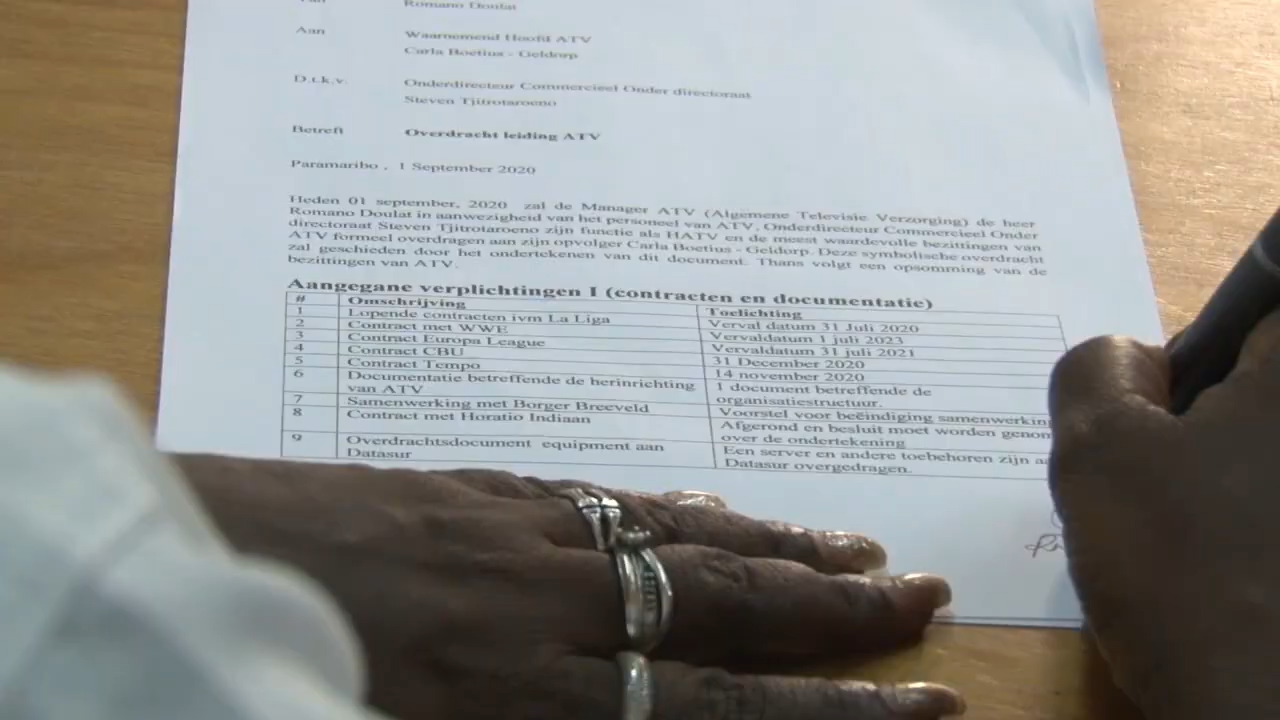 Romano Doulat
Aan Waarnemend Hoofd ATV
Carla Boetius - Geldorp
D.t.k.v. Onderdirecteur Commercieel Onder directoraat
Steven Tjitrotaroeno
Betreft Overdracht leiding ATV
Paramaribo , 1 September 2020
Heden 01 september, 2020 zal de Manager ATV (Algemene Televisie Verzorging) de heer
Romano Doulat in aanwezigheid van het personeel van ATV, Onderdirecteur Commercieel Onder
directoraat Steven Tjitrotaroeno zijn functie als HATV en de meest waardevolle bezittingen van
ATV formeel overdragen aan zijn opvolger Carla Boetius - Geldorp. Deze symbolische overdracht
zal geschieden door het ondertekenen van dit document. Thans volgt een opsomming van de
bezittingen van ATV.
Aangegane verplichtingen I (contracten en documentatie)
# Omschrijving Toelichting
1 Lopende contracten ivm La Liga Verval datum 31 Juli 2020
2 Contract met WWE Vervaldatum 1 juli 2023
3 Contract Europa League Vervaldatum 31 juli 2021
4 Contract CBU 31 December 2020
5 Contract Tempo 14 november 2020
6 Documentatie betreffende de herinrichting 1 document betreffende de
van ATV organisatiestructuur.
7 Samenwerking met Borger Breeveld Voorstel voor beëindiging samenwerkin
8 Contract met Horatio Indiaan Afgerond en besluit moet worden genom
over de ondertekening
9 Overdrachtsdocument equipment aan Een server en andere toebehoren zijn aa
Datasur Datasur overgedragen.